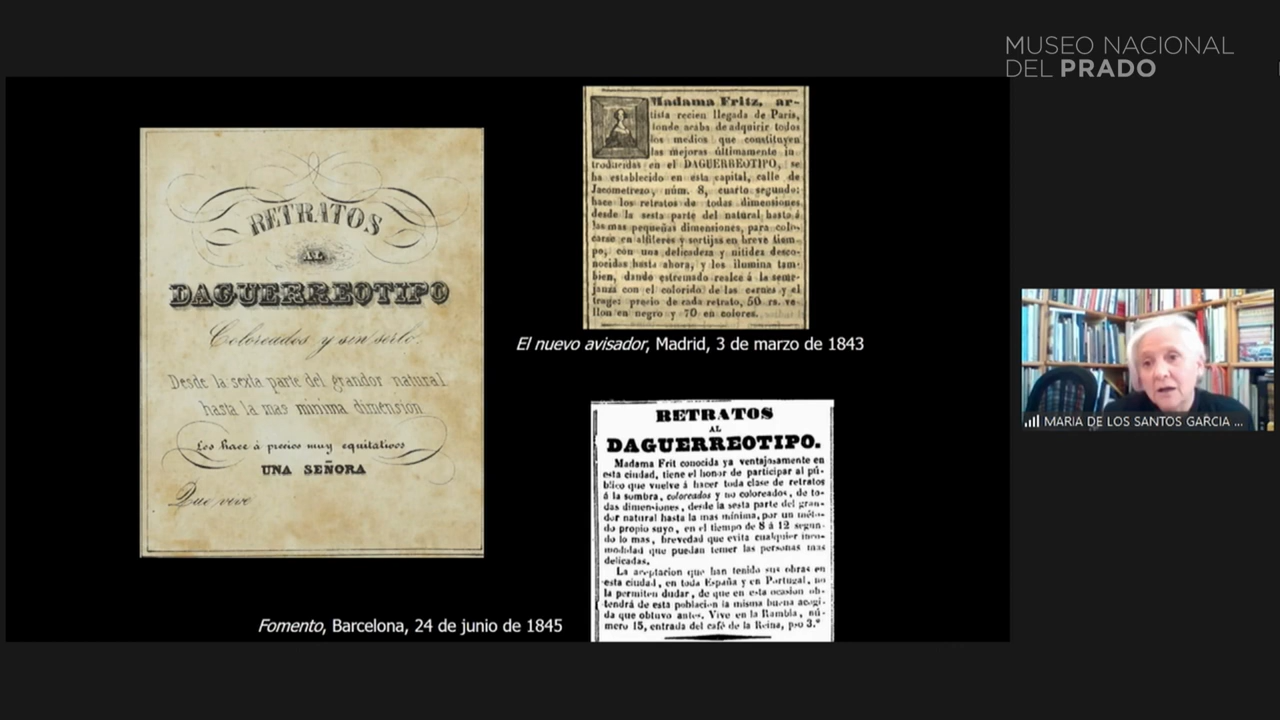 MUSEO NACIONAL
DEL PRADO
RETRATOS
AL
DAGUERREOTIPO
Coloreados y sin serlo.
Desde la sexta parte del grandor natural
hasta la mas minima dimension
Los hace à precios muy equitativos
UNA SEÑORA
Que vive
Madama Fritz, ar-
tista recien llegada de Paris,
donde acaba de adquirir todos
los medios que constituyen
las mejoras últimamente in
troducidas en el DAGUERREOTIPO, se
ha establecido en esta capital, calle de
Jacometrezo, núm. 8, cuarto segundo:
hace los retratos de todas dimensiones
desde la sesta parte del natural hasta á
las mas pequeñas dimensiones, para colo-
carse en alfileres y sortijas en breve tiem-
po; con una delicadeza y nitidez desco-
nocidas hasta ahora, y los ilumina tam-
bien, dando estremado realce á la seme-
janza con el colorido de las carnes y el
trage: precio de cada retrato, 50 rs. ve-
llon en negro y 70 en colores.
El nuevo avisador, Madrid, 3 de marzo de 1843
RETRATOS
AL
DAGUERREOTIPO.
Madama Frit conocida ya ventajosamente en
esta ciudad, tiene el honor de participar al pú-
blico que vuelve á hacer toda clase de retratos
á la sombra, coloreados y no coloreados, de to-
das dimensiones, desde la sesta parte del gran-
dor natural hasta la mas mínima, por un méto-
do propio suyo, en el tiempo de 8 á 12 segun-
do lo mas, brevedad que evita cualquier inco-
modidad que puedan temer las personas mas
delicadas.
La aceptacion que han tenido sus obras en
esta ciudad, en toda España y en Portugal, no
la permiten dudar, de que en esta ocasion ob-
tendrá de esta poblacion la misma buena acogi-
da que obtuvo antes. Vive en la Rambla, nú-
mero 15, entrada del café de la Reina, piso 3.º
Fomento, Barcelona, 24 de junio de 1845
MARIA DE LOS SANTOS GARCIA ...